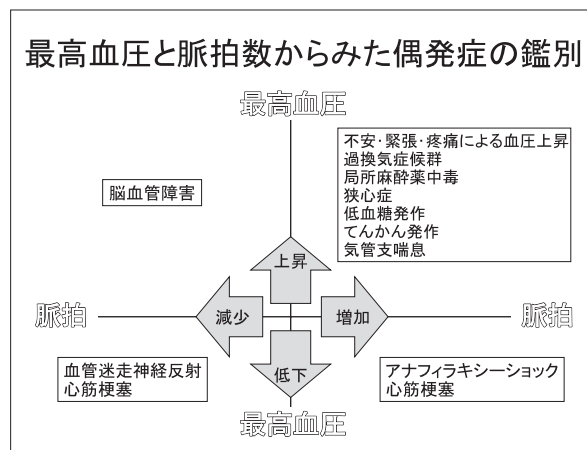 最高血圧と脈拍数からみた偶発症の鑑別
最高血圧
不安・緊張・疼痛による血圧上昇
過換気症候群
局所麻酔薬中毒
狭心症
低血糖発作
てんかん発作
気管支喘息
脳血管障害
上昇
脈拍
減少
増加
脈拍
低下
血管迷走神経反射
心筋梗塞
アナフィラキシーショック
心筋梗塞
最高血圧